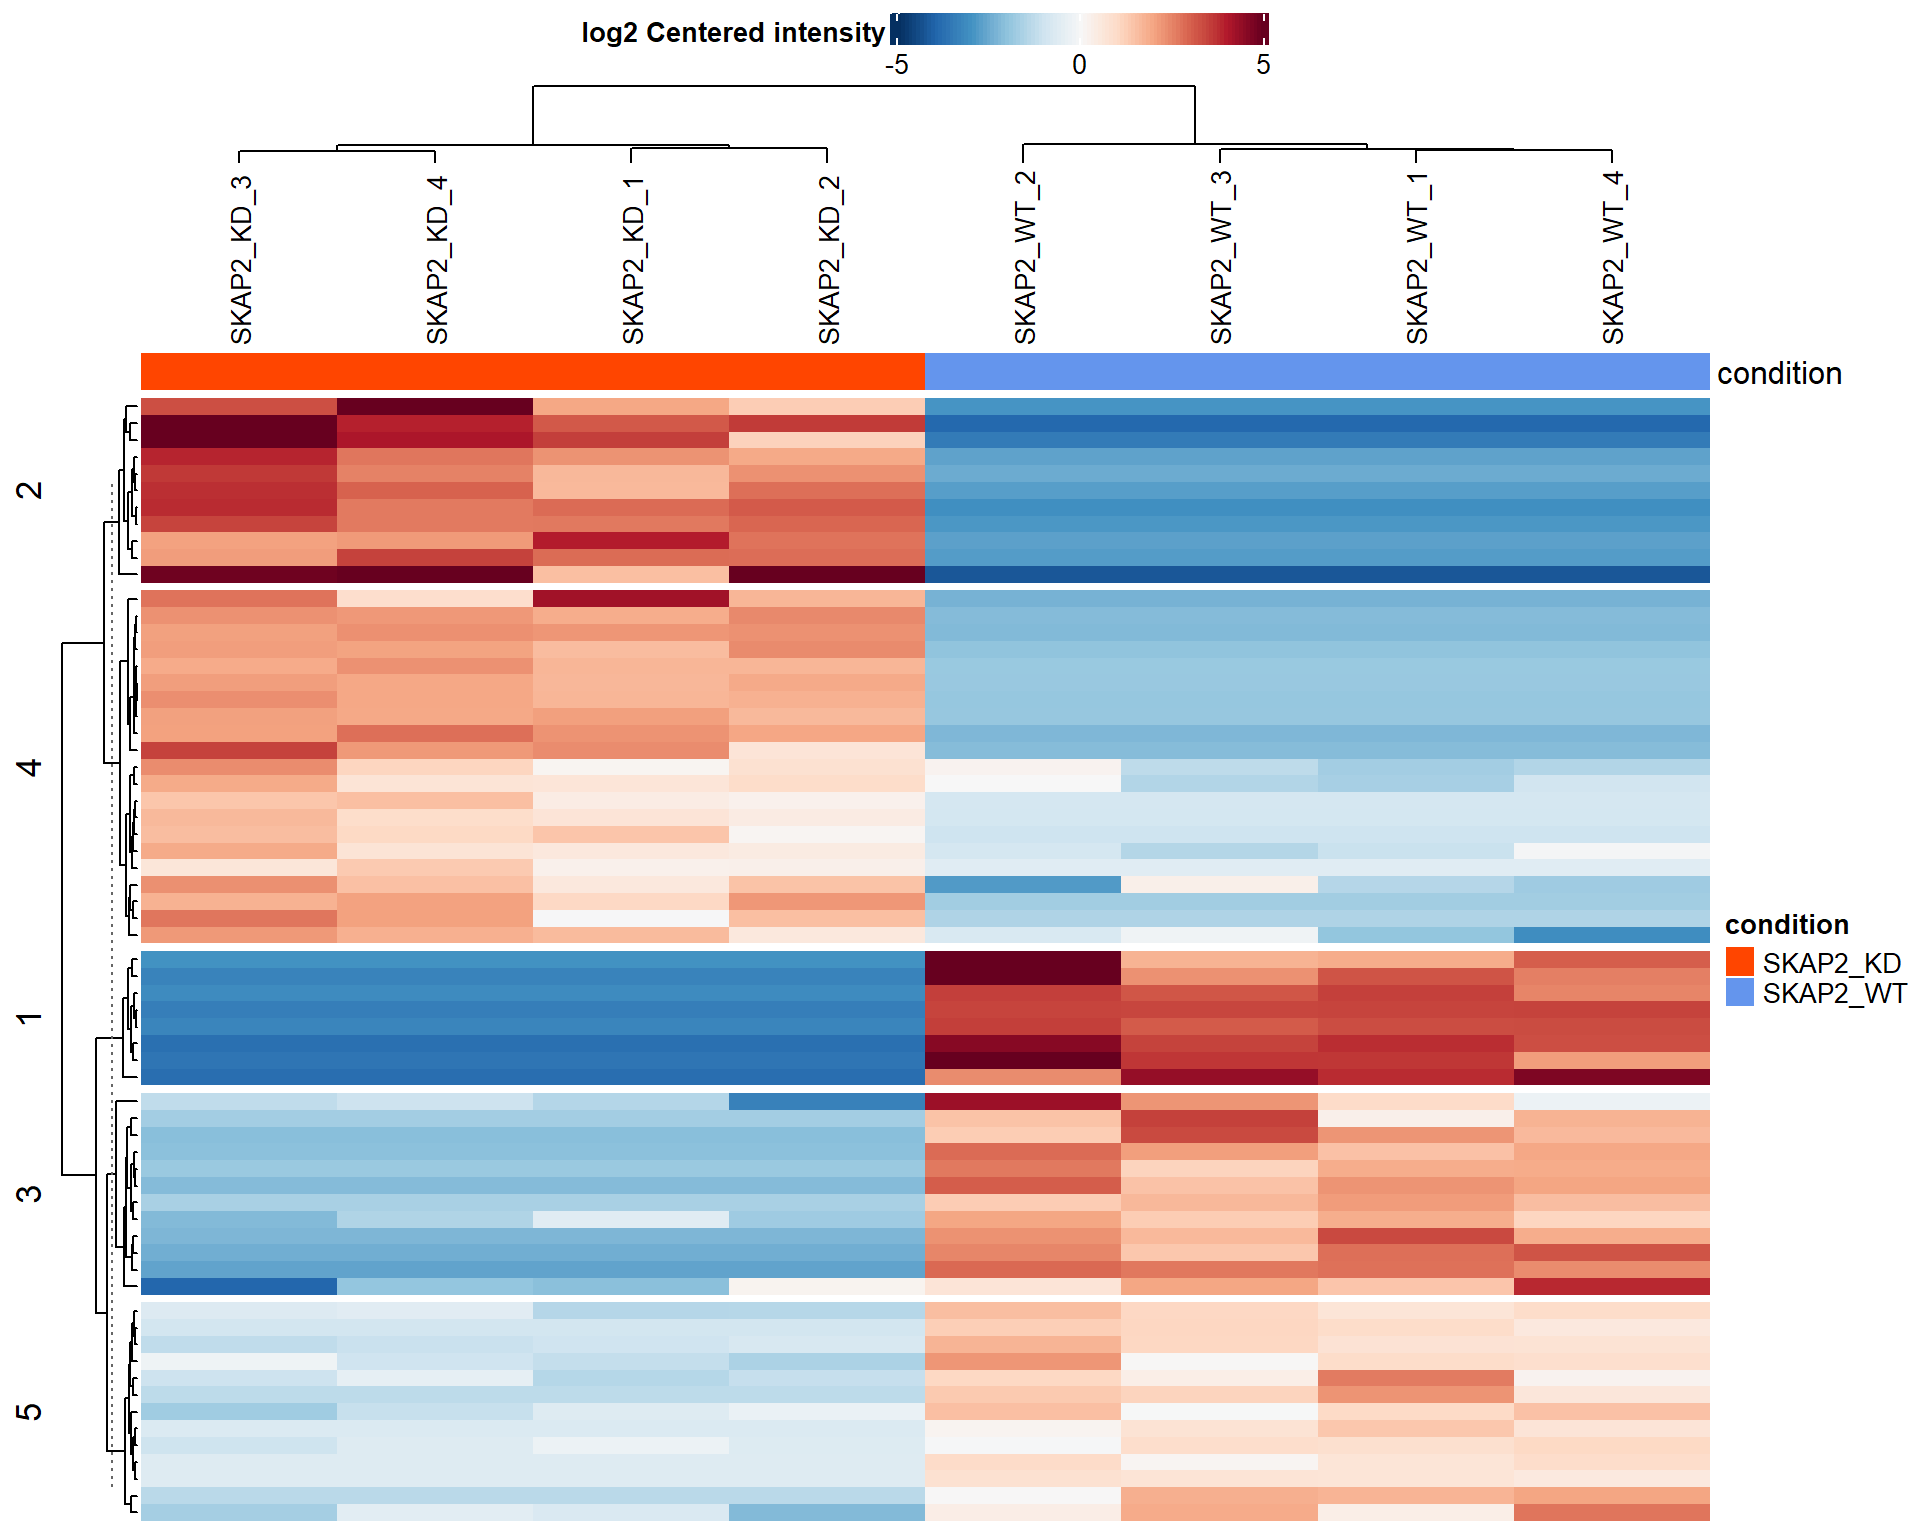 log2 Centered intensity
-5 0 5
SKAP2_KD_3
SKAP2_KD_4
SKAP2_KD_1
SKAP2_KD_2
SKAP2_WT_2
SKAP2_WT_3
SKAP2_WT_1
SKAP2_WT_4
condition
2
4
1
3
5
condition
SKAP2_KD
SKAP2_WT